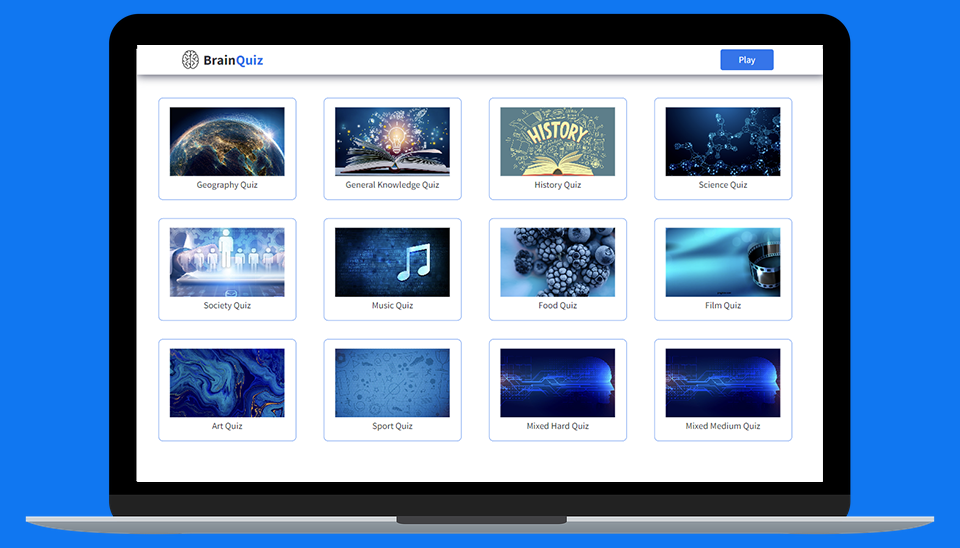 BrainQuiz
Play
HISTORY
Geography Quiz
General Knowledge Quiz
History Quiz
Science Quiz
Society Quiz
Music Quiz
Food Quiz
Film Quiz
Art Quiz
Sport Quiz
Mixed Hard Quiz
Mixed Medium Quiz